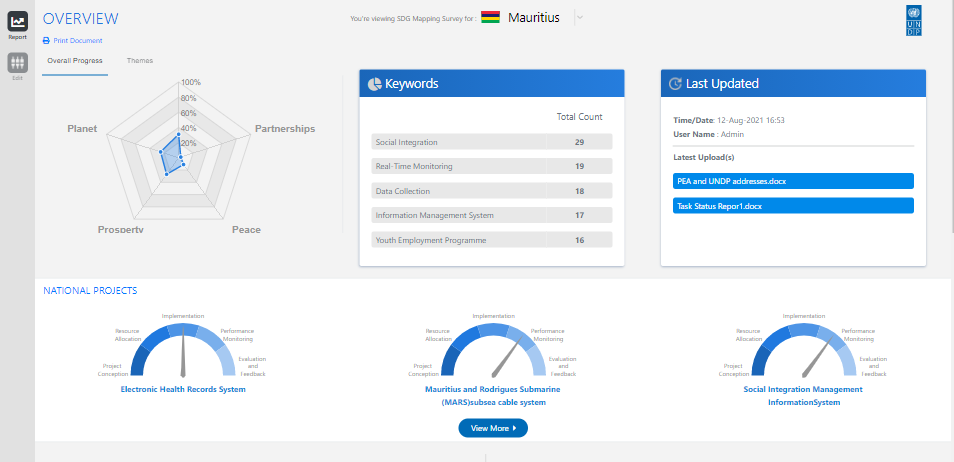 OVERVIEW
You're viewing SDG Mapping Survey for :
Mauritius
UN
DP
Report
Print Document
Edit
Overall Progress
Themes
100%
80%
60%
40%
20%
Planet
Partnerships
Prosperity
Peace
Keywords
Total Count
Social Integration 29
Real-Time Monitoring 19
Data Collection 18
Information Management System 17
Youth Employment Programme 16
Last Updated
Time/Date: 12-Aug-2021 16:53
User Name : Admin
Latest Upload(s)
PEA and UNDP addresses.docx
Task Status Repor1.docx
NATIONAL PROJECTS
Implementation
Resource
Allocation
Performance
Monitoring
Project
Conception
Evaluation
and
Feedback
Electronic Health Records System
Implementation
Resource
Allocation
Performance
Monitoring
Project
Conception
Evaluation
and
Feedback
Mauritius and Rodrigues Submarine
(MARS)subsea cable system
Implementation
Resource
Allocation
Performance
Monitoring
Project
Conception
Evaluation
and
Feedback
Social Integration Management
InformationSystem
View More